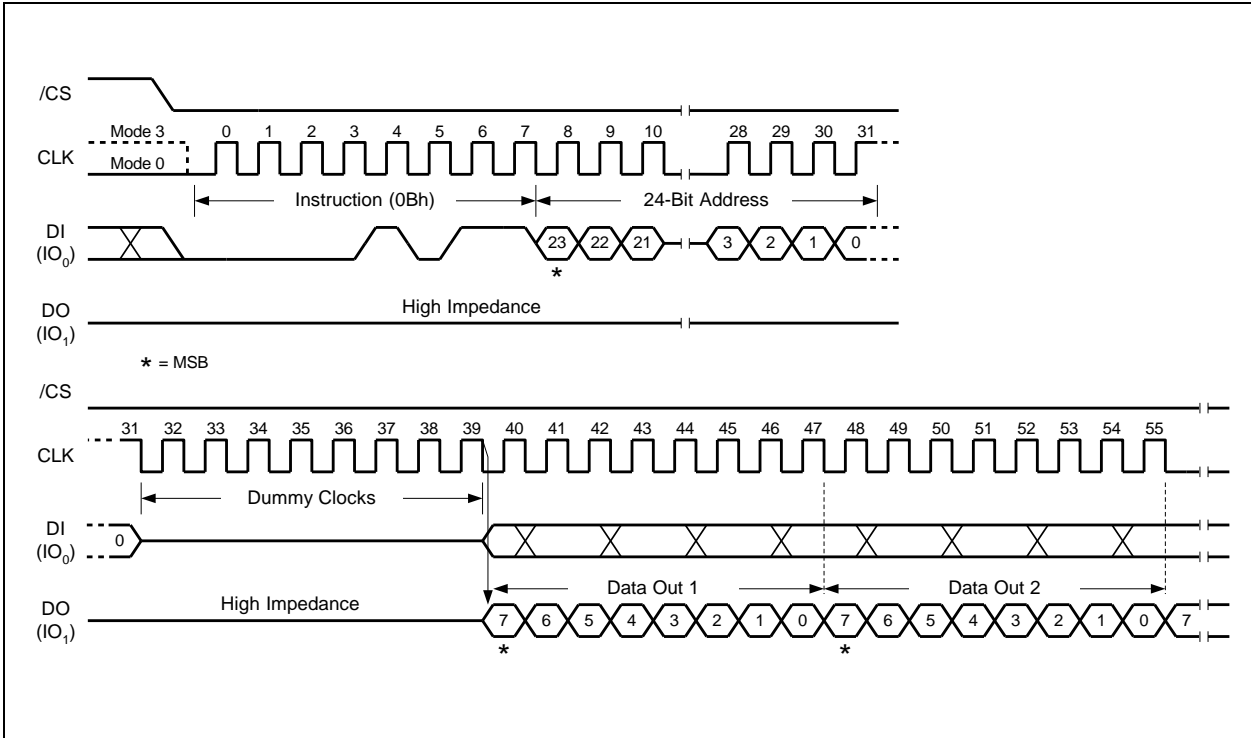 /CS
Mode 3 0 1 2 3 4 5 6 7 8 9 10 28 29 30 31
CLK
Mode 0
Instruction (0Bh) 24-Bit Address
DI
(IO0) 23 22 21 3 2 1 0
*
High Impedance
DO
(IO1)
* = MSB
/CS
31 32 33 34 35 36 37 38 39 40 41 42 43 44 45 46 47 48 49 50 51 52 53 54 55
CLK
Dummy Clocks
DI
(IO0) 0
Data Out 1 Data Out 2
High Impedance
DO
(IO1) 7 6 5 4 3 2 1 0 7 6 5 4 3 2 1 0 7
* *